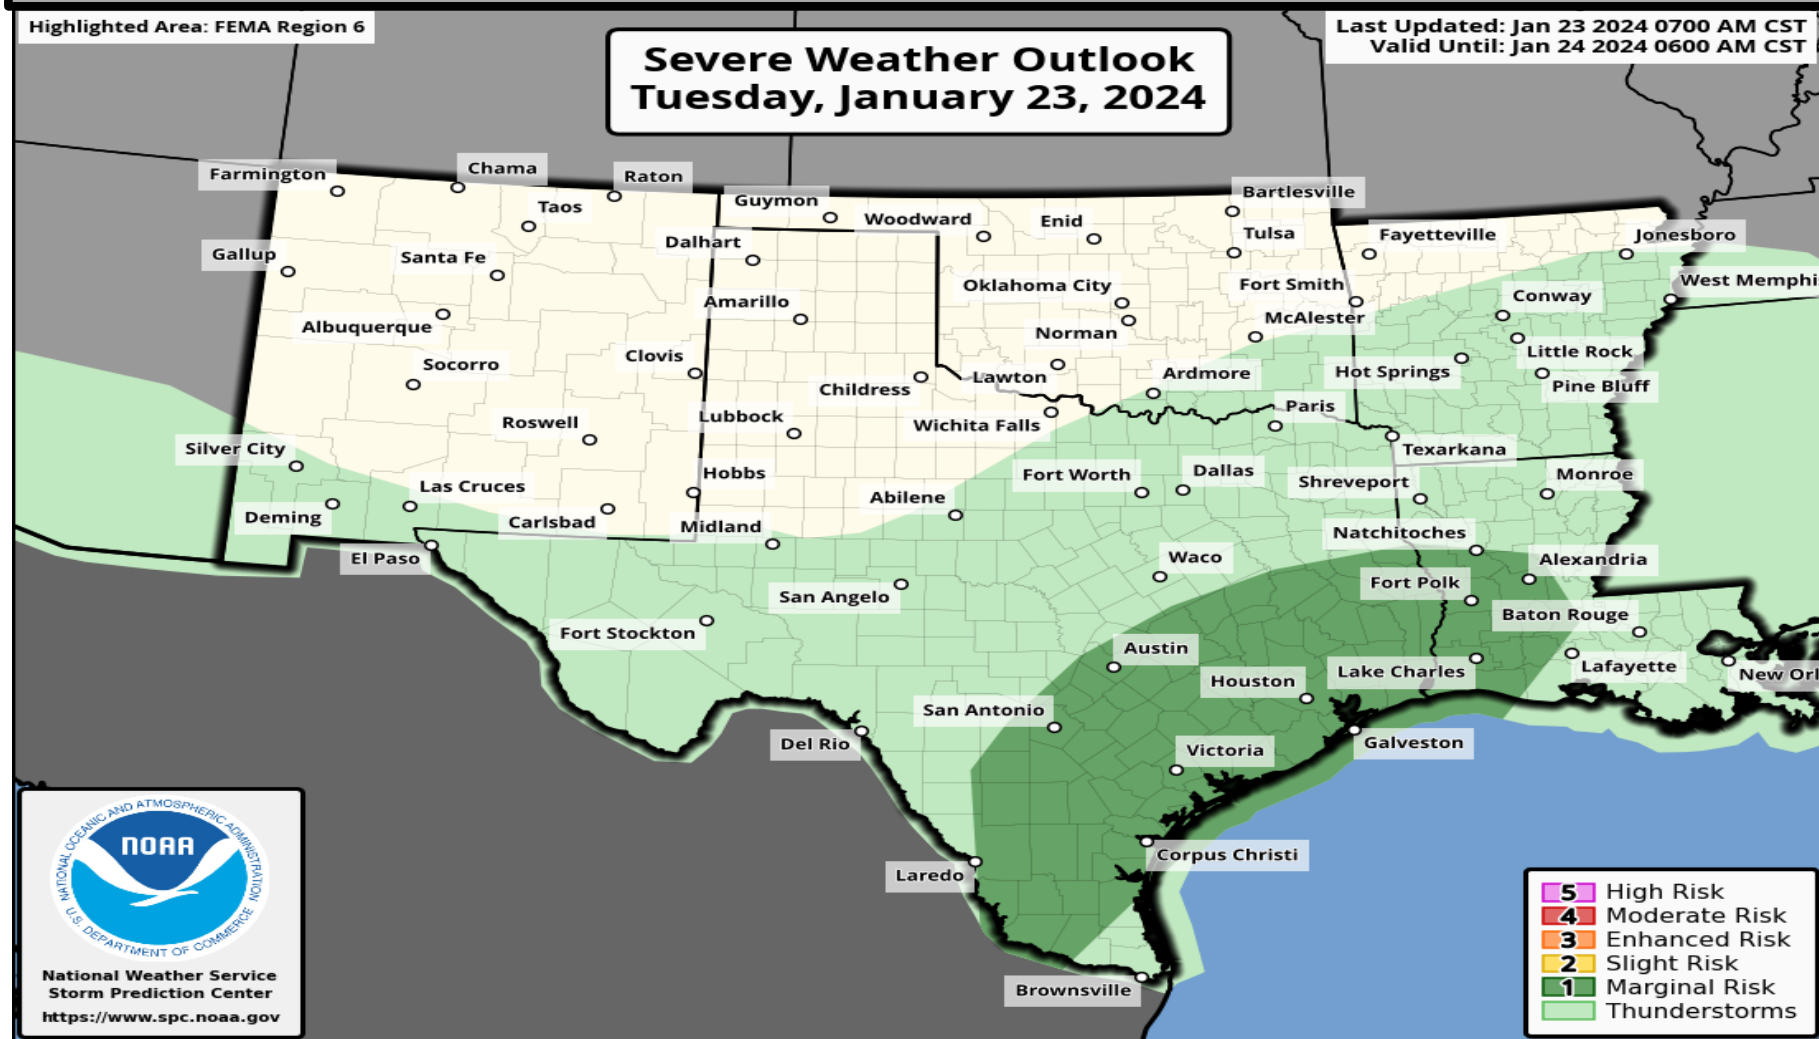 Highlighted Area: FEMA Region 6
Last Updated: Jan 23 2024 0700 AM CST
Valid Until: Jan 24 2024 0600 AM CST
Severe Weather Outlook
Tuesday, January 23, 2024
Farmington
Chama
Raton
Taos
Guymon
Woodward
Enid
Bartlesville
Dalhart
Tulsa
Fayetteville
Jonesboro
Gallup
Santa Fe
Amarillo
Oklahoma City
Fort Smith
Conway
West Memphi
Albuquerque
Norman
McAlester
Socorro
Clovis
Childress
Lawton
Ardmore
Hot Springs
Little Rock
Pine Bluff
Roswell
Lubbock
Wichita Falls
Paris
Silver City
Las Cruces
Hobbs
Fort Worth
Dallas
Shreveport
Texarkana
Monroe
Deming
Carlsbad
Midland
Abilene
Natchitoches
El Paso
San Angelo
Waco
Fort Polk
Alexandria
Fort Stockton
Austin
Baton Rouge
Houston
Lake Charles
Lafayette
New Orl
San Antonio
Del Rio
Victoria
Galveston
Laredo
Corpus Christi
Brownsville
NATIONAL OCEANIC AND ATMOSPHERIC ADMINISTRATION
NOAA
U.S. DEPARTMENT OF COMMERCE
National Weather Service
Storm Prediction Center
https://www.spc.noaa.gov
5 High Risk
4 Moderate Risk
3 Enhanced Risk
2 Slight Risk
1 Marginal Risk
Thunderstorms